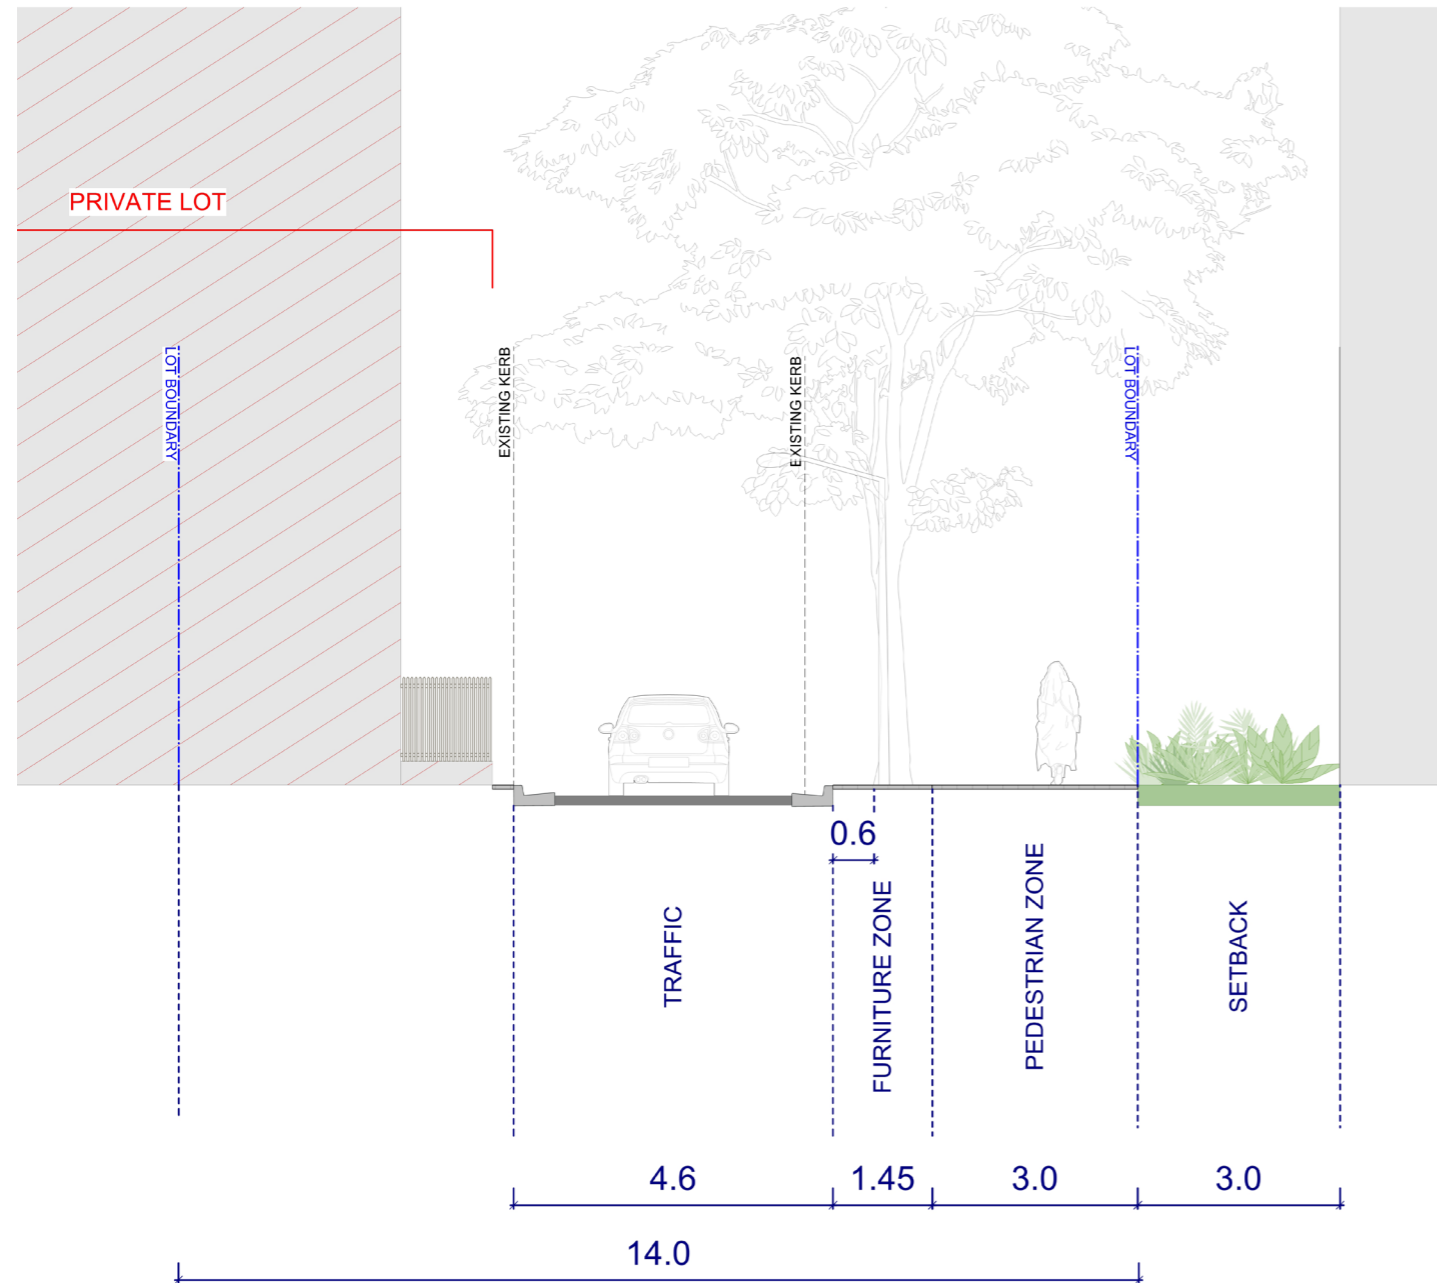 PRIVATE LOT
LOT BOUNDARY
EXISTING KERB
EXISTING KERB
LOT BOUNDARY
0.6
TRAFFIC
FURNITURE ZONE
PEDESTRIAN ZONE
SETBACK
4.6
1.45
3.0
3.0
14.0